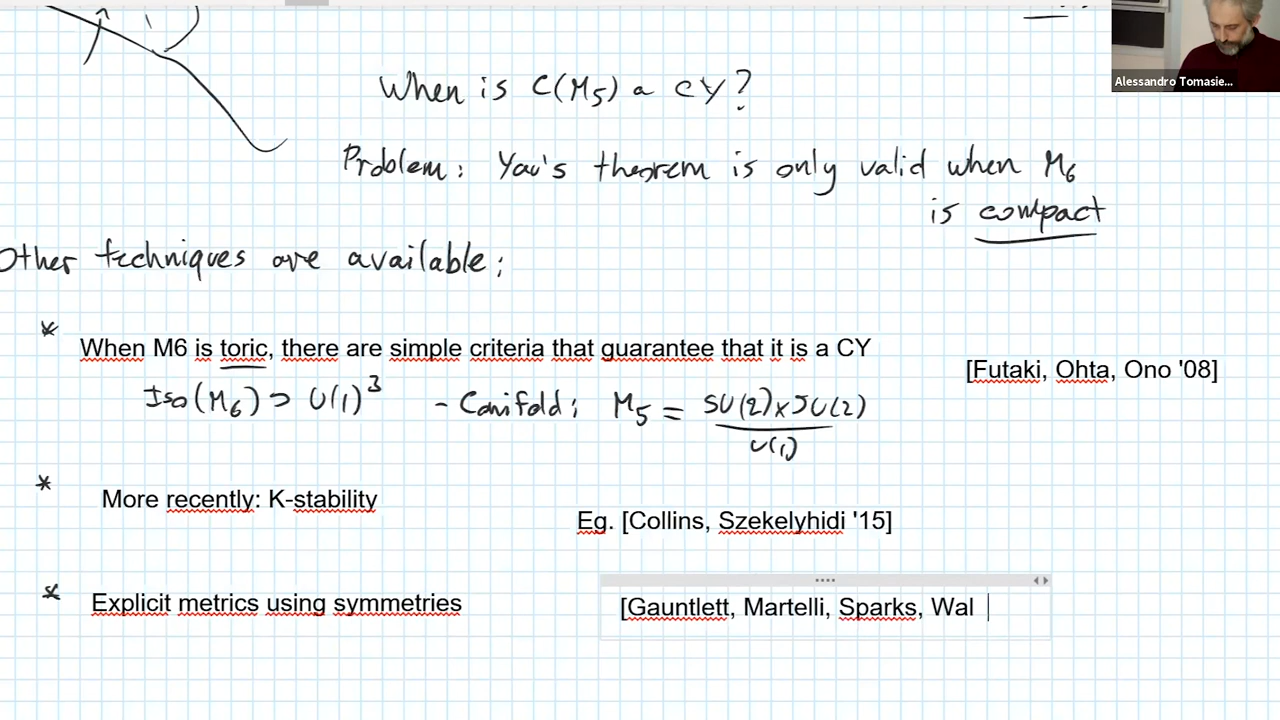 Alessandro Tomasie...
When is C(M5) a CY?
Problem: Yau's theorem is only valid when M6
is compact
Other techniques are available:
* When M6 is toric, there are simple criteria that guarantee that it is a CY
[Futaki, Ohta, Ono '08]
Iso(M6) ⊃ U(1)^3 - Conifold: M5 = SU(2)×SU(2)
U(1)
* More recently: K-stability
Eg. [Collins, Szekelyhidi '15]
* Explicit metrics using symmetries
[Gauntlett, Martelli, Sparks, Wal